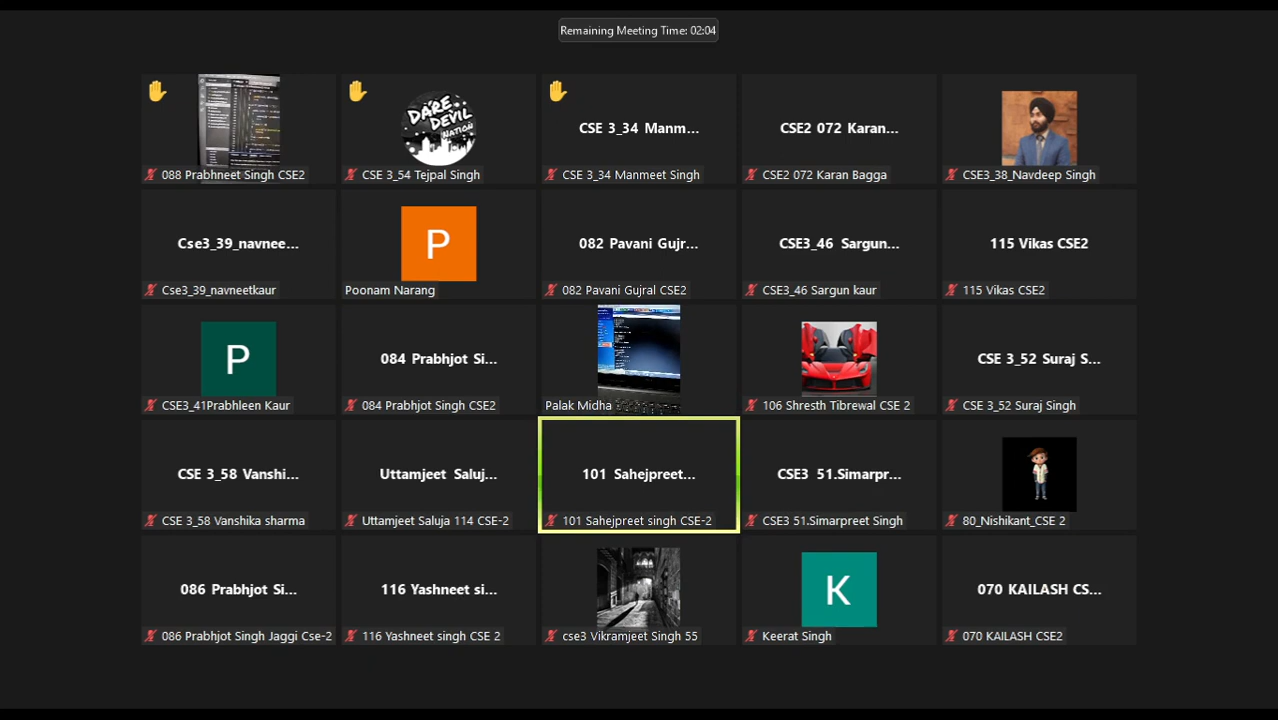 Remaining Meeting Time: 02:04
088 Prabhneet Singh CSE2
DARE
DEVIL
NATION
CSE 3_54 Tejpal Singh
CSE 3_34 Manm...
CSE 3_34 Manmeet Singh
CSE2 072 Karan...
CSE2 072 Karan Bagga
CSE3_38_Navdeep Singh
Cse3_39_navnee...
Cse3_39_navneetkaur
P
Poonam Narang
082 Pavani Gujr...
082 Pavani Gujral CSE2
CSE3_46 Sargun...
CSE3_46 Sargun kaur
115 Vikas CSE2
115 Vikas CSE2
P
CSE3_41Prabhleen Kaur
084 Prabhjot Si...
084 Prabhjot Singh CSE2
Palak Midha
106 Shresth Tibrewal CSE 2
CSE 3_52 Suraj S...
CSE 3_52 Suraj Singh
CSE 3_58 Vanshi...
CSE 3_58 Vanshika sharma
Uttamjeet Saluj...
Uttamjeet Saluja 114 CSE-2
101 Sahejpreet...
101 Sahejpreet singh CSE-2
CSE3 51.Simarpr...
CSE3 51.Simarpreet Singh
80_Nishikant_CSE 2
086 Prabhjot Si...
086 Prabhjot Singh Jaggi Cse-2
116 Yashneet si...
116 Yashneet singh CSE 2
cse3 Vikramjeet Singh 55
K
Keerat Singh
070 KAILASH CS...
070 KAILASH CSE2